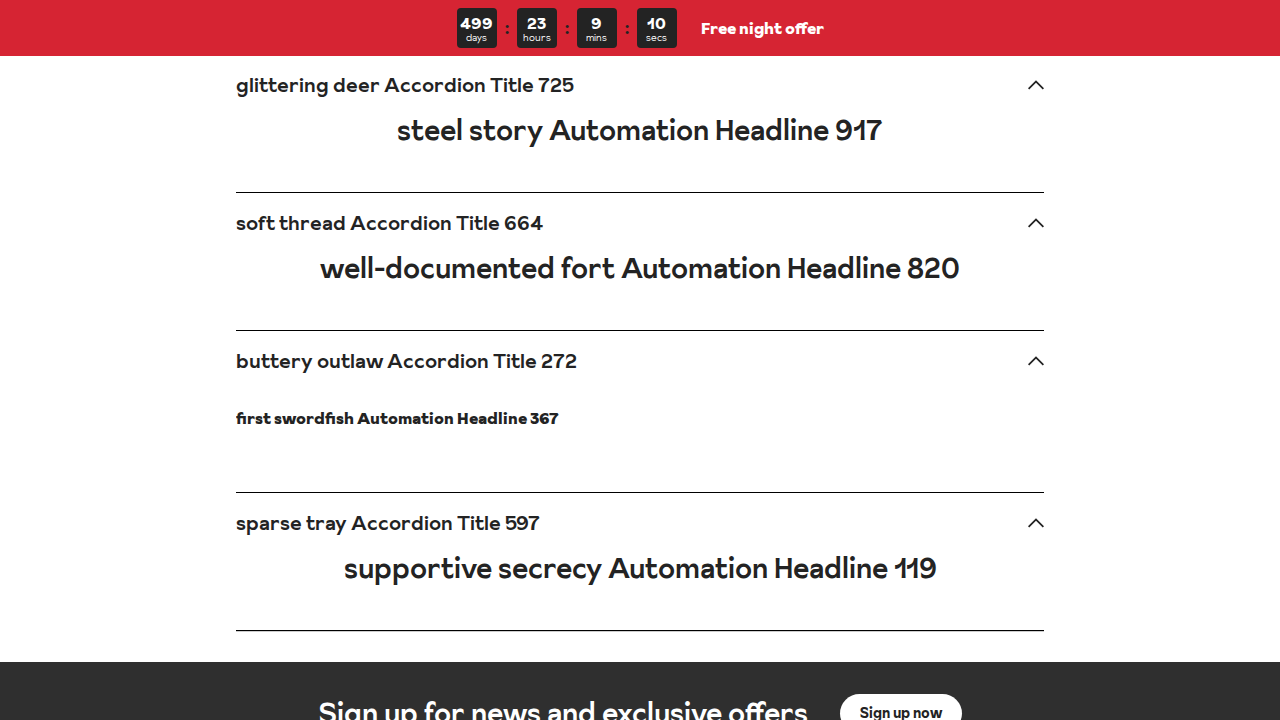 499 : 23 : 9 : 10 Free night offer
days hours mins secs
glittering deer Accordion Title 725
steel story Automation Headline 917
soft thread Accordion Title 664
well-documented fort Automation Headline 820
buttery outlaw Accordion Title 272
first swordfish Automation Headline 367
sparse tray Accordion Title 597
supportive secrecy Automation Headline 119
Sign up for news and exclusive offers Sign up now